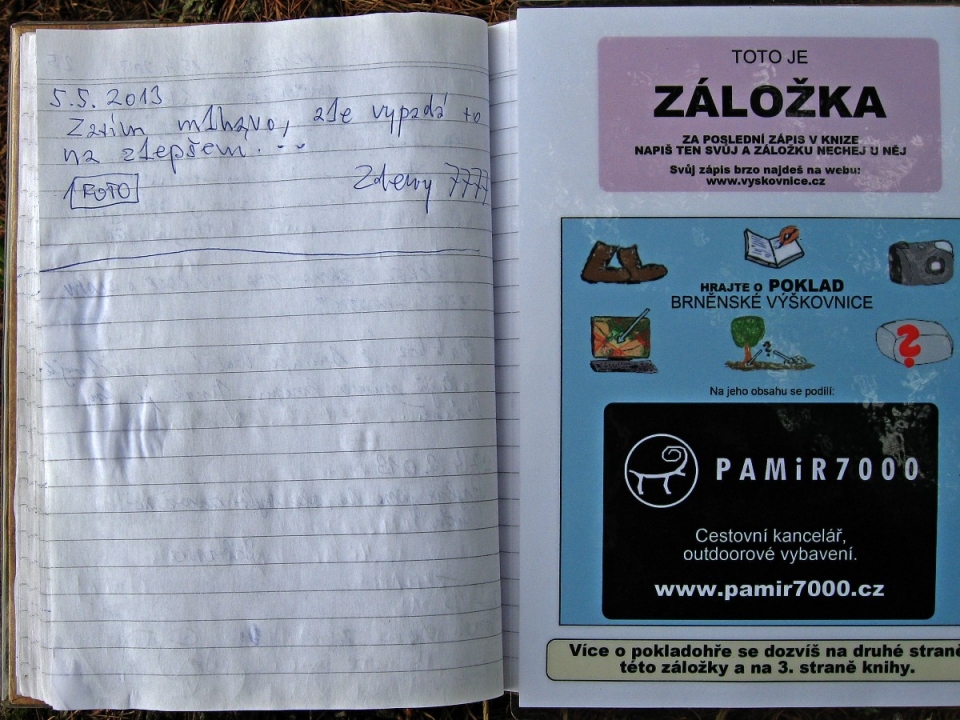 5.5. 2013
Zatím mlhavo, ale vypadá to
na zlepšení...
1 FOTO
7777
TOTO JE
ZÁLOŽKA
ZA POSLEDNÍ ZÁPIS V KNIZE
NAPIŠ TEN SVŮJ A ZÁLOŽKU NECHEJ U NĚJ
Svůj zápis brzo najdeš na webu:
www.vyskovnice.cz
HRAJTE O POKLAD
BRNĚNSKÉ VÝŠKOVNICE
Na jeho obsahu se podílí:
PAMiR7000
Cestovní kancelář,
outdoorové vybavení.
www.pamir7000.cz
Více o pokladohře se dozvíš na druhé straně
této záložky a na 3. straně knihy.